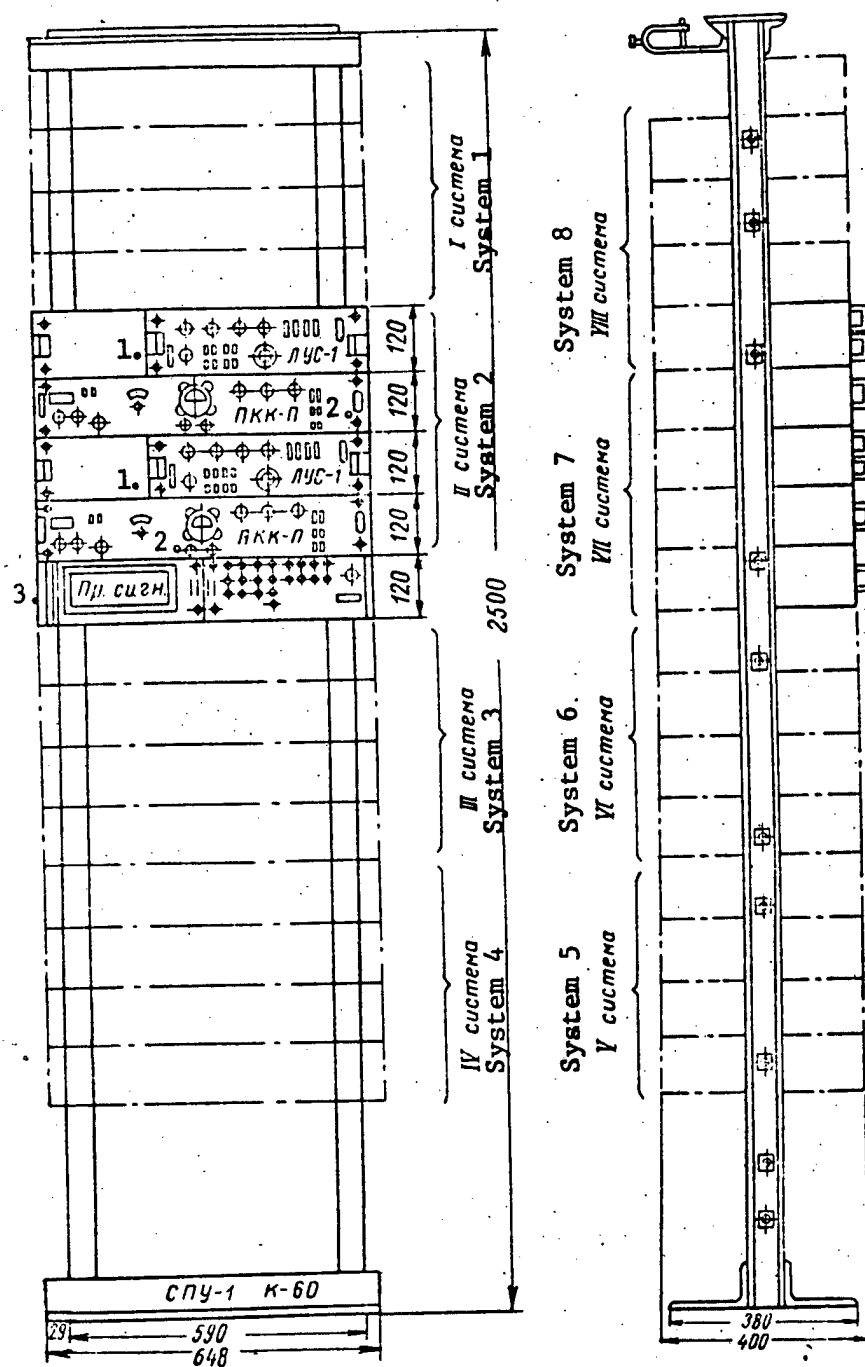 I система
System 1
1.
ЛУС-1
120
ПКК-П
2.
120
II система
System 2
1.
ЛУС-1
120
2.
ПКК-П
120
3.
Пр. сигн.
120
2500
III система
System 3
IV система
System 4
СПУ-1 К-60
29
590
648
System 8
VIII система
System 7
VII система
System 6
VI система
System 5
V система
380
400